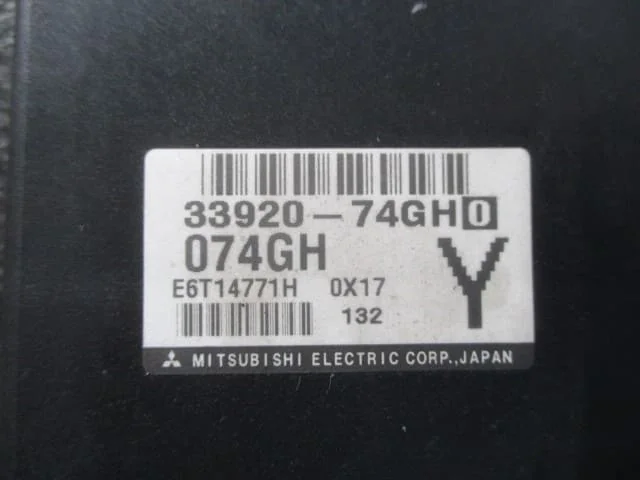 33920-74GH0
074GH
Y
E6T14771H 0X17
132
MITSUBISHI ELECTRIC CORP.,JAPAN